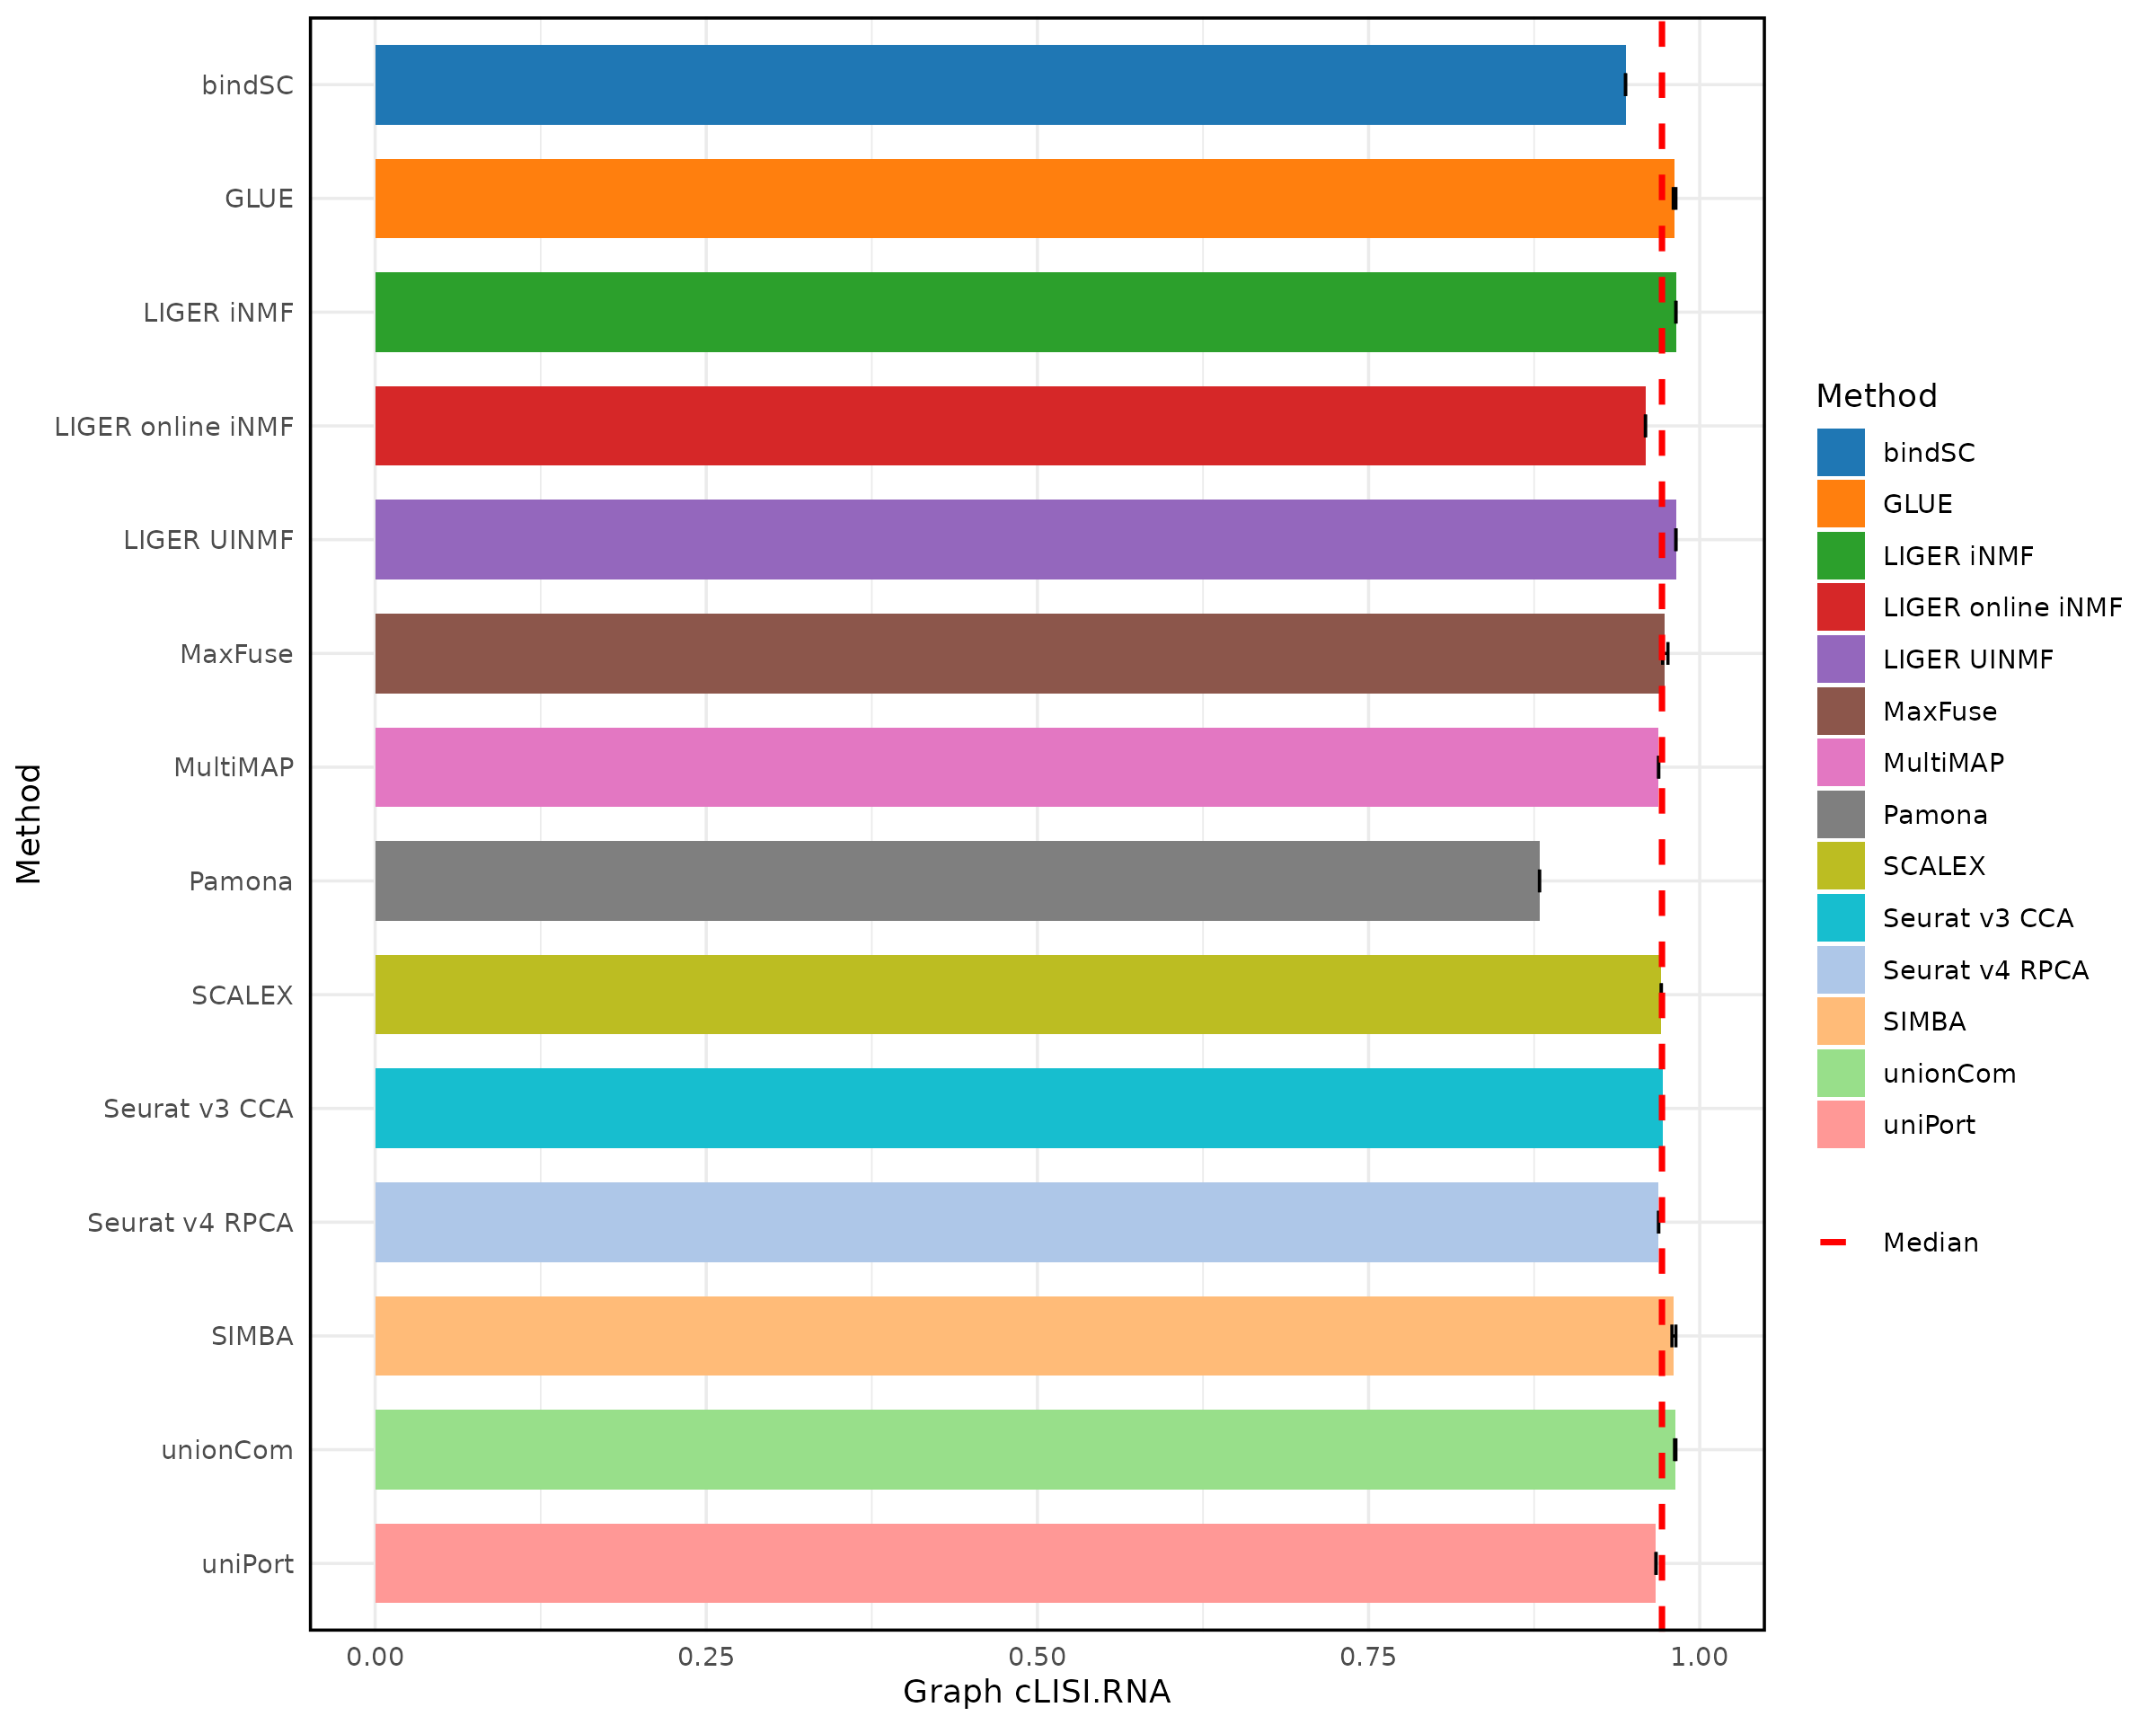 bindSC
GLUE
LIGER iNMF
LIGER online iNMF
LIGER UINMF
MaxFuse
MultiMAP
Pamona
SCALEX
Seurat v3 CCA
Seurat v4 RPCA
SIMBA
unionCom
uniPort
Method
0.00 0.25 0.50 0.75 1.00
Graph cLISI.RNA
Method
bindSC
GLUE
LIGER iNMF
LIGER online iNMF
LIGER UINMF
MaxFuse
MultiMAP
Pamona
SCALEX
Seurat v3 CCA
Seurat v4 RPCA
SIMBA
unionCom
uniPort
Median